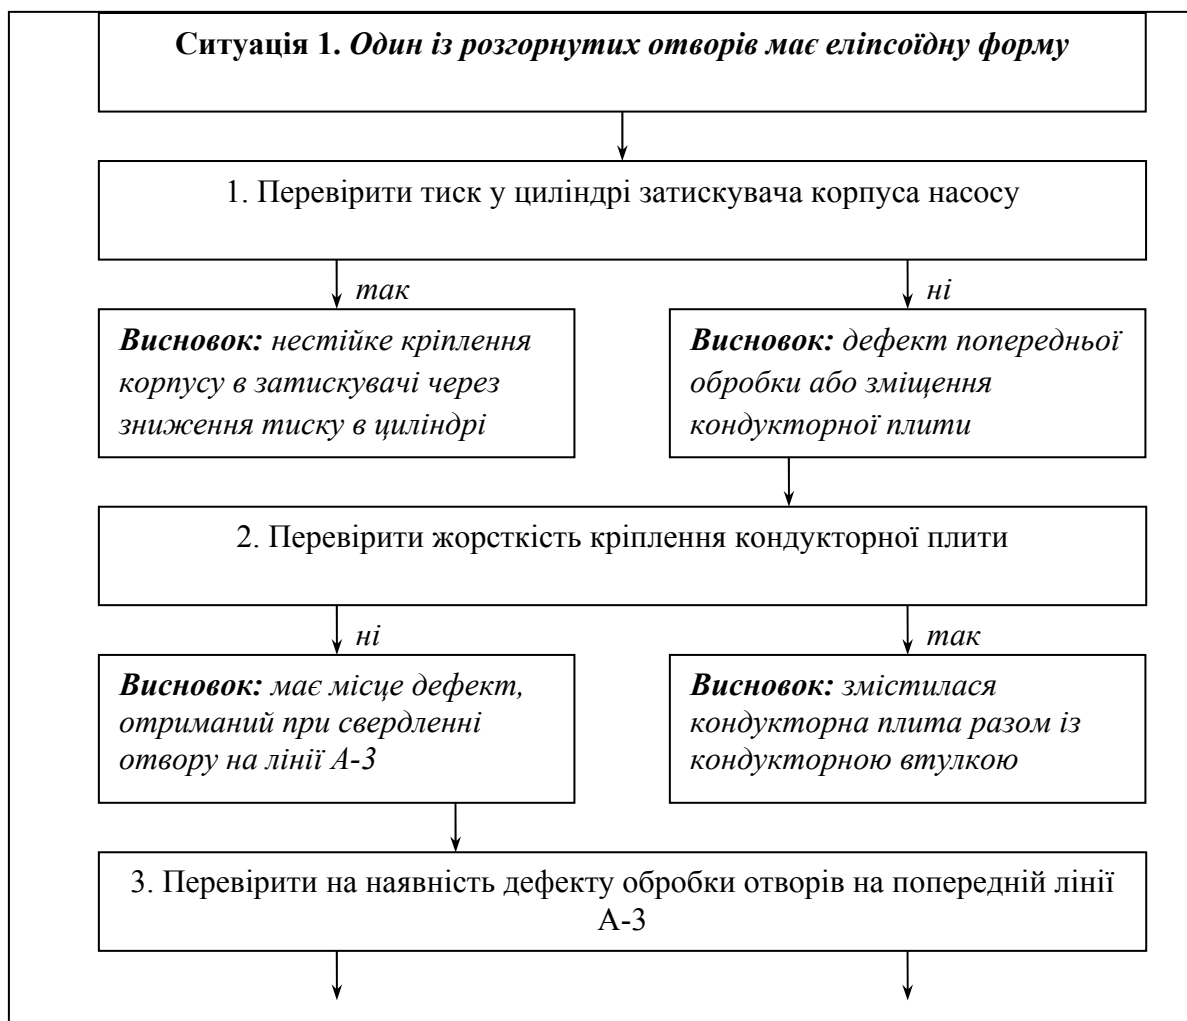 Ситуація 1. Один із розгорнутих отворів має еліпсоїдну форму
1. Перевірити тиск у циліндрі затискувача корпуса насосу
так
ні
Висновок: нестійке кріплення
корпусу в затискувачі через
зниження тиску в циліндрі
Висновок: дефект попередньої
обробки або зміщення
кондукторної плити
2. Перевірити жорсткість кріплення кондукторної плити
ні
так
Висновок: має місце дефект,
отриманий при свердленні
отвору на лінії А-3
Висновок: змістилася
кондукторна плита разом із
кондукторною втулкою
3. Перевірити на наявність дефекту обробки отворів на попередній лінії
А-3